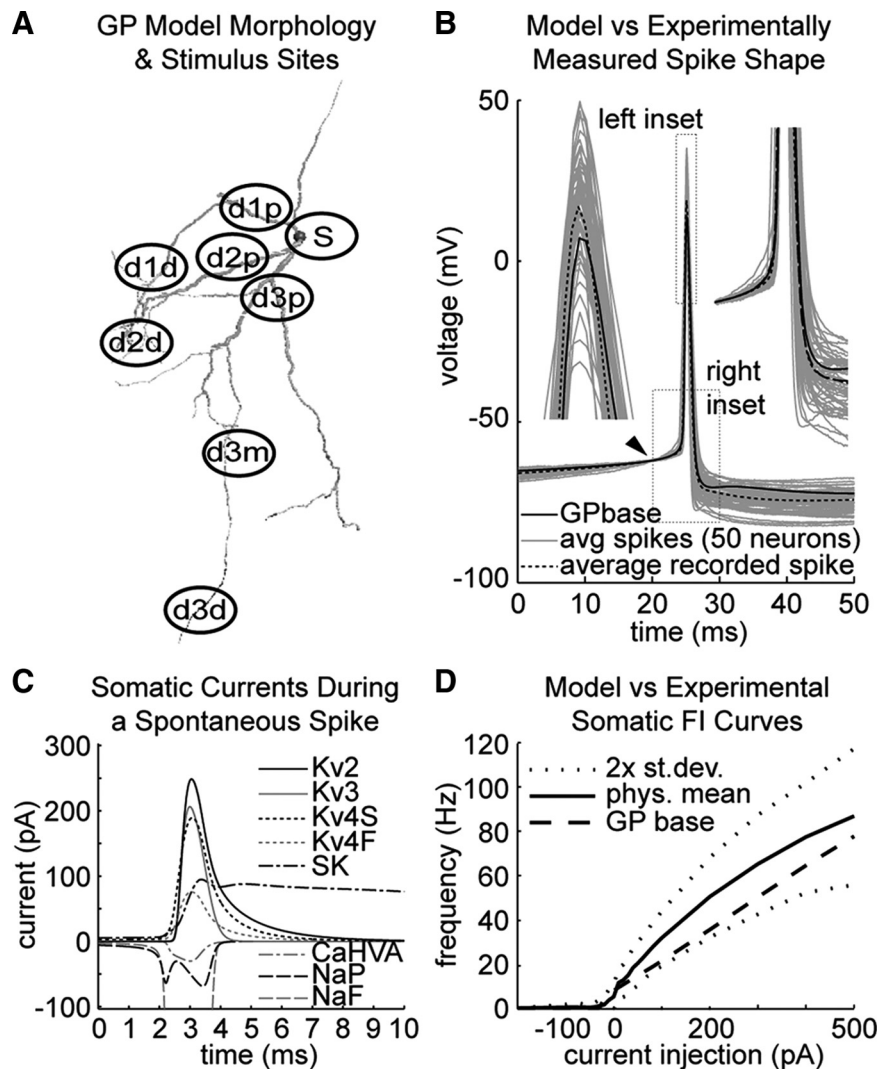 A
GP Model Morphology
& Stimulus Sites
d1p
S
d2p
d1d
d3p
d2d
d3m
d3d
B
Model vs Experimentally
Measured Spike Shape
50
0
-50
-100
voltage (mV)
left inset
right
inset
GPbase
avg spikes (50 neurons)
average recorded spike
0 10 20 30 40 50
time (ms)
C
Somatic Currents During
a Spontaneous Spike
300
200
100
0
-100
current (pA)
Kv2
Kv3
Kv4S
Kv4F
SK
CaHVA
NaP
NaF
0 1 2 3 4 5 6 7 8 9 10
time (ms)
D
Model vs Experimental
Somatic FI Curves
120
100
80
60
40
20
0
frequency (Hz)
2x st.dev.
phys. mean
GP base
-100 0 200 500
current injection (pA)